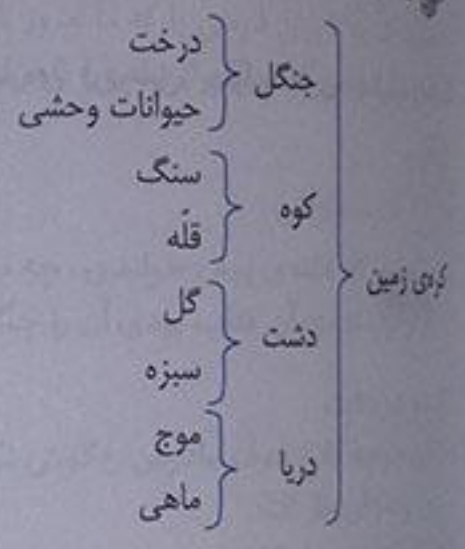 درخت
جنگل
حیوانات وحشی
سنگ
کوه
قلّه
کره‌ی زمین
گل
دشت
سبزه
موج
دریا
ماهی